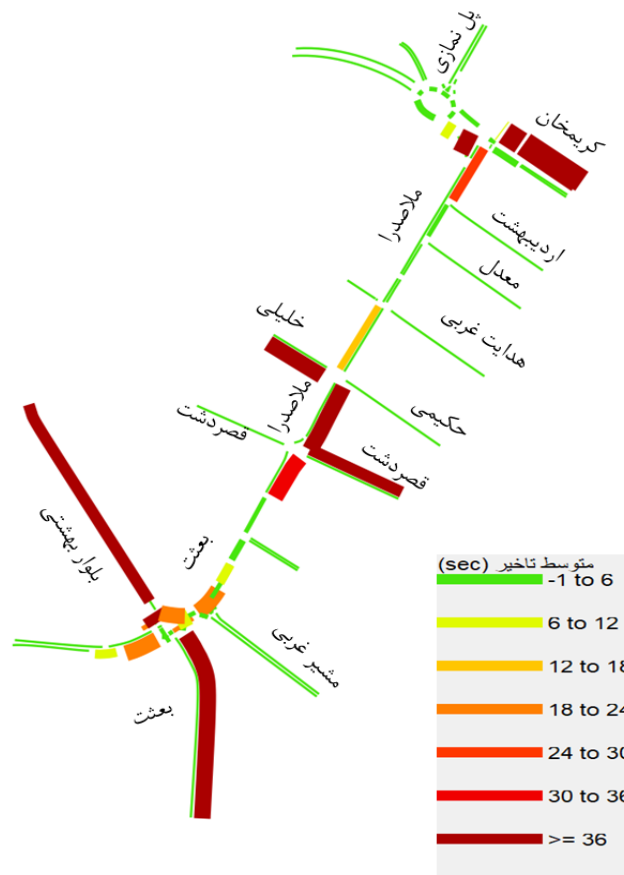 پل نمازی
کریمخان
ملاصدرا
اردیبهشت
معدل
هدایت غربی
خلیلی
ملاصدرا
حکیمی
قصردشت
قصردشت
بعثت
بلوار بهشتی
مشیر غربی
بعثت
متوسط تاخیر (sec)
-1 to 6
6 to 12
12 to 18
18 to 24
24 to 30
30 to 36
>= 36